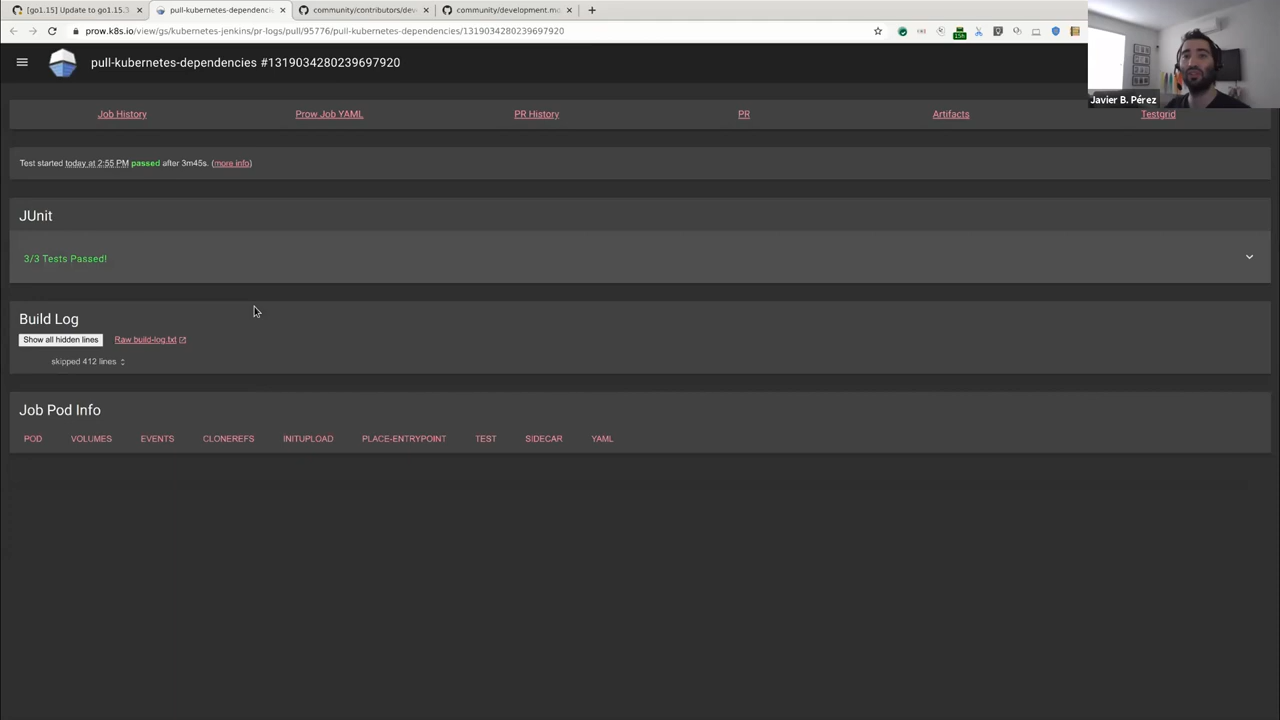 [go1.15] Update to go1.15.3
pull-kubernetes-dependenci
community/contributors/dev
community/development.md
prow.k8s.io/view/gs/kubernetes-jenkins/pr-logs/pull/95776/pull-kubernetes-dependencies/1319034280239697920
15h
pull-kubernetes-dependencies #1319034280239697920
Javier B. Pérez
Job History
Prow Job YAML
PR History
PR
Artifacts
Testgrid
Test started today at 2:55 PM passed after 3m45s. (more info)
JUnit
3/3 Tests Passed!
Build Log
Show all hidden lines
Raw build-log.txt
skipped 412 lines
Job Pod Info
POD
VOLUMES
EVENTS
CLONEREFS
INITUPLOAD
PLACE-ENTRYPOINT
TEST
SIDECAR
YAML